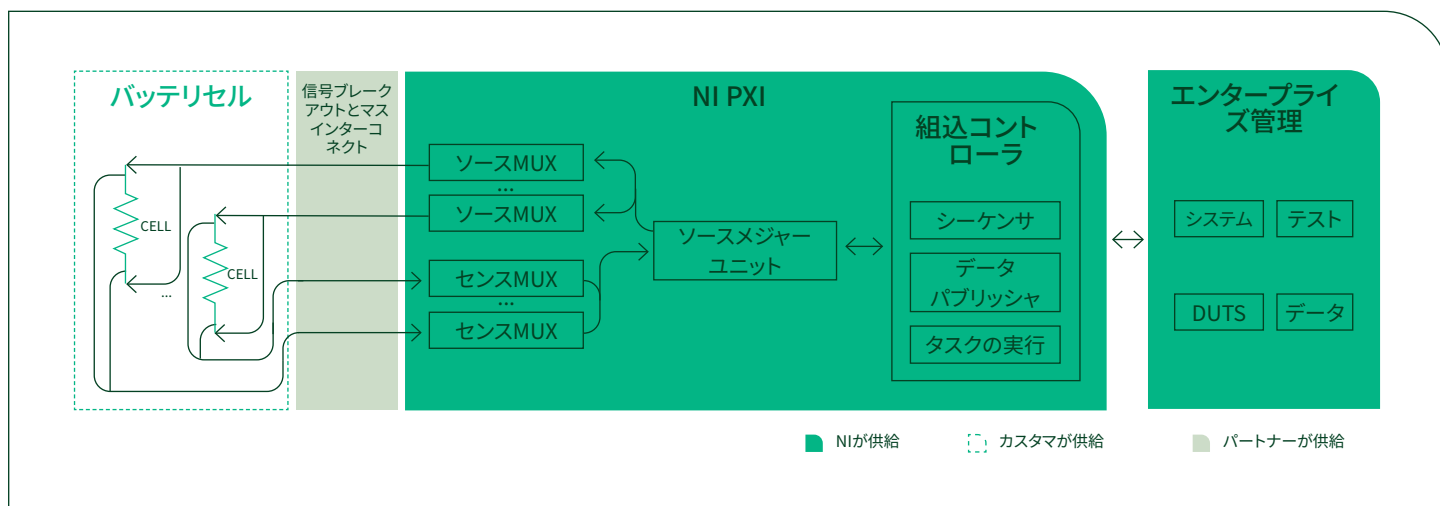 バッテリセル
信号ブレーク
アウトとマス
インターコ
ネクト
NI PXI
エンタープライ
ズ管理
組込コント
ローラ
ソースMUX
...
ソースMUX
センスMUX
...
センスMUX
CELL
...
CELL
ソースメジャー
ユニット
シーケンサ
データ
パブリッシャ
タスクの実行
システム
テスト
DUTS
データ
NIが供給
カスタマが供給
パートナーが供給